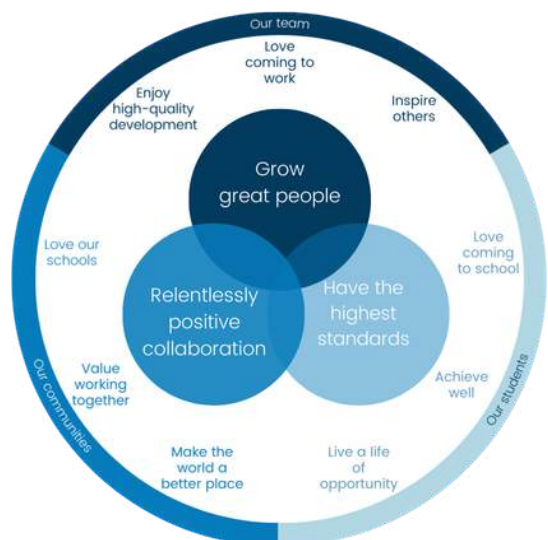 Our team
Love
coming to
work
Enjoy
high-quality
development
Inspire
others
Grow
great people
Love our
schools
Love
coming
to school
Relentlessly
positive
collaboration
Have the
highest
standards
Value
working
together
Achieve
well
Our communities
Our students
Make the
world a
better place
Live a life
of
opportunity